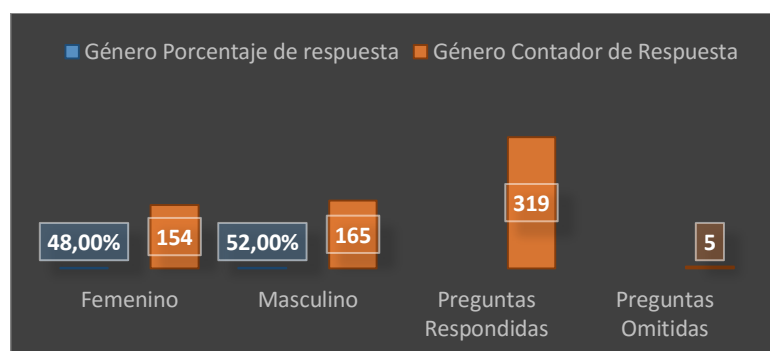 Género Porcentaje de respuesta Género Contador de Respuesta
48,00% 154 52,00% 165 319 5
Femenino Masculino Preguntas Respondidas Preguntas Omitidas